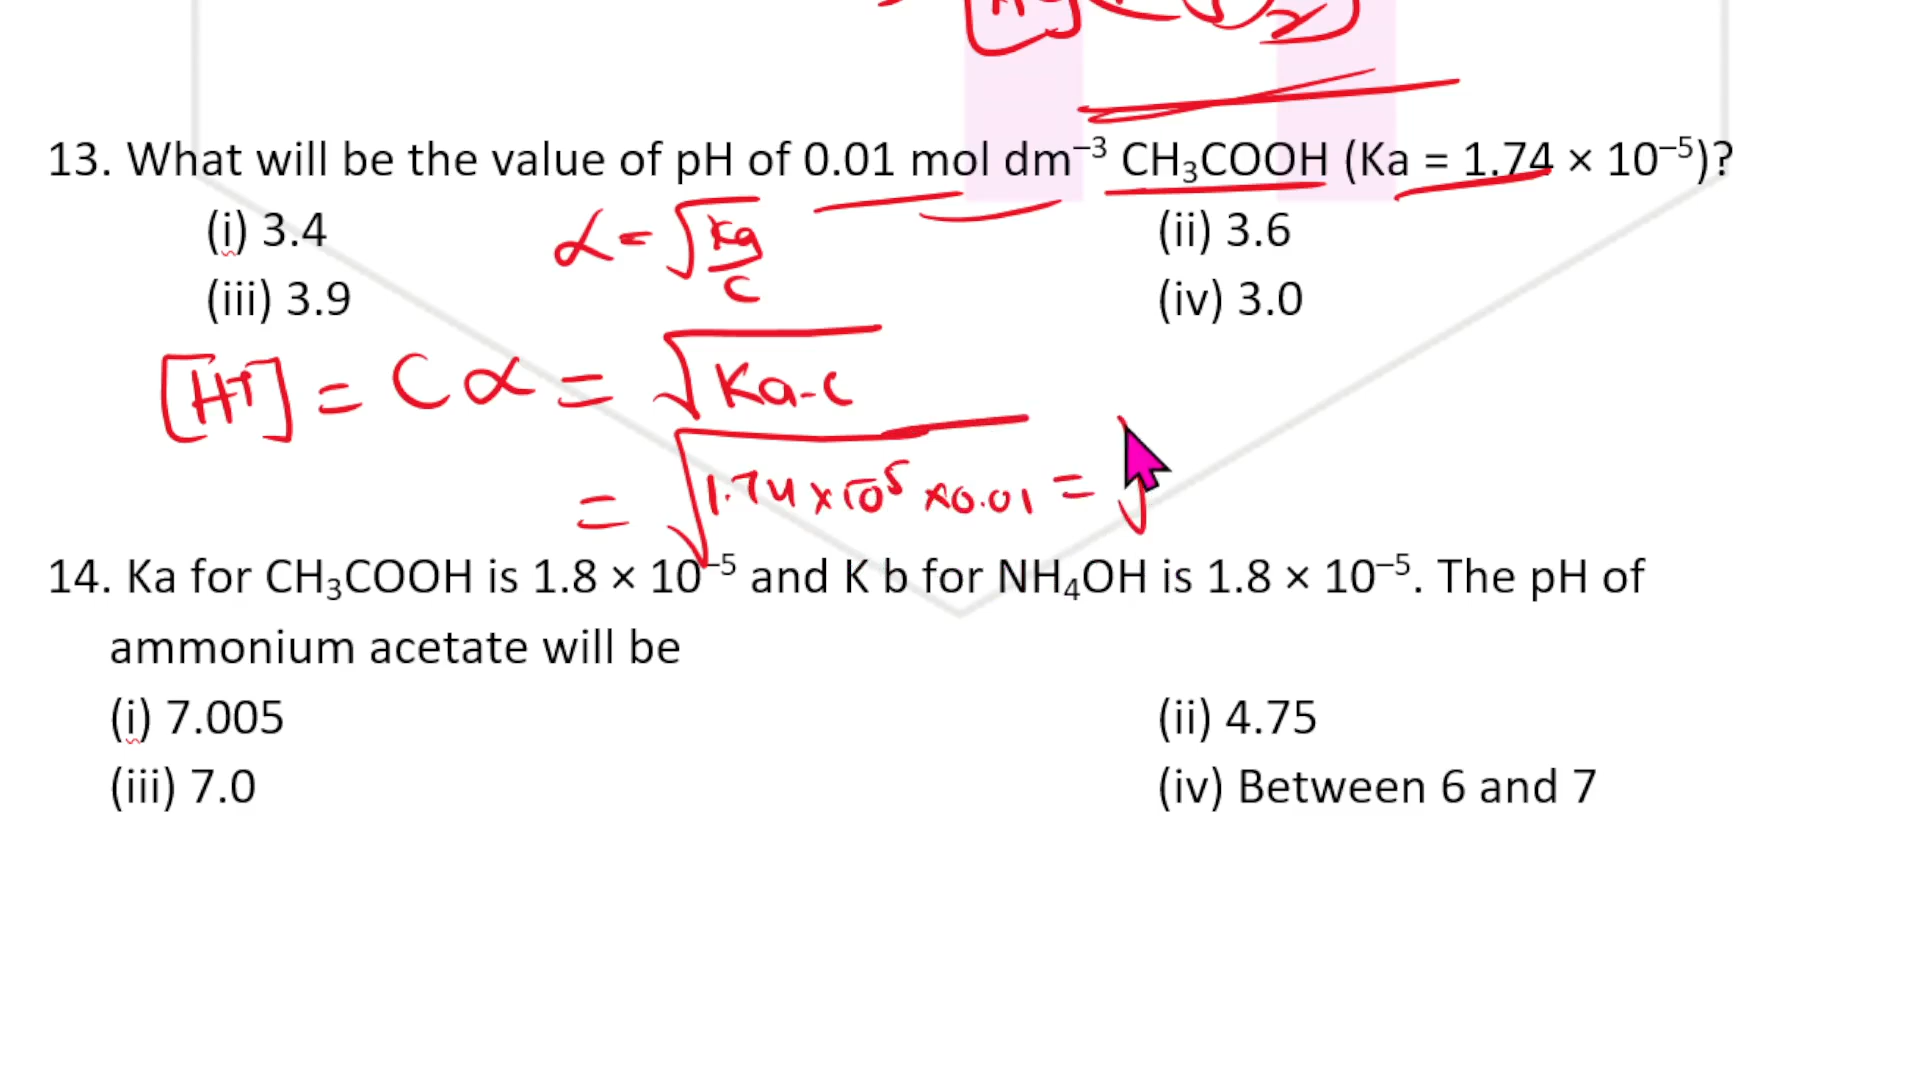 13. What will be the value of pH of 0.01 mol dm⁻³ CH₃COOH (Ka = 1.74 × 10⁻⁵)?
(i) 3.4 (ii) 3.6
α = √Ka/C
(iii) 3.9 (iv) 3.0
[H⁺] = Cα = √Ka-C
= √1.74 × 10⁵ × 0.01 = √
14. Ka for CH₃COOH is 1.8 × 10⁻⁵ and K b for NH₄OH is 1.8 × 10⁻⁵. The pH of
ammonium acetate will be
(i) 7.005 (ii) 4.75
(iii) 7.0 (iv) Between 6 and 7